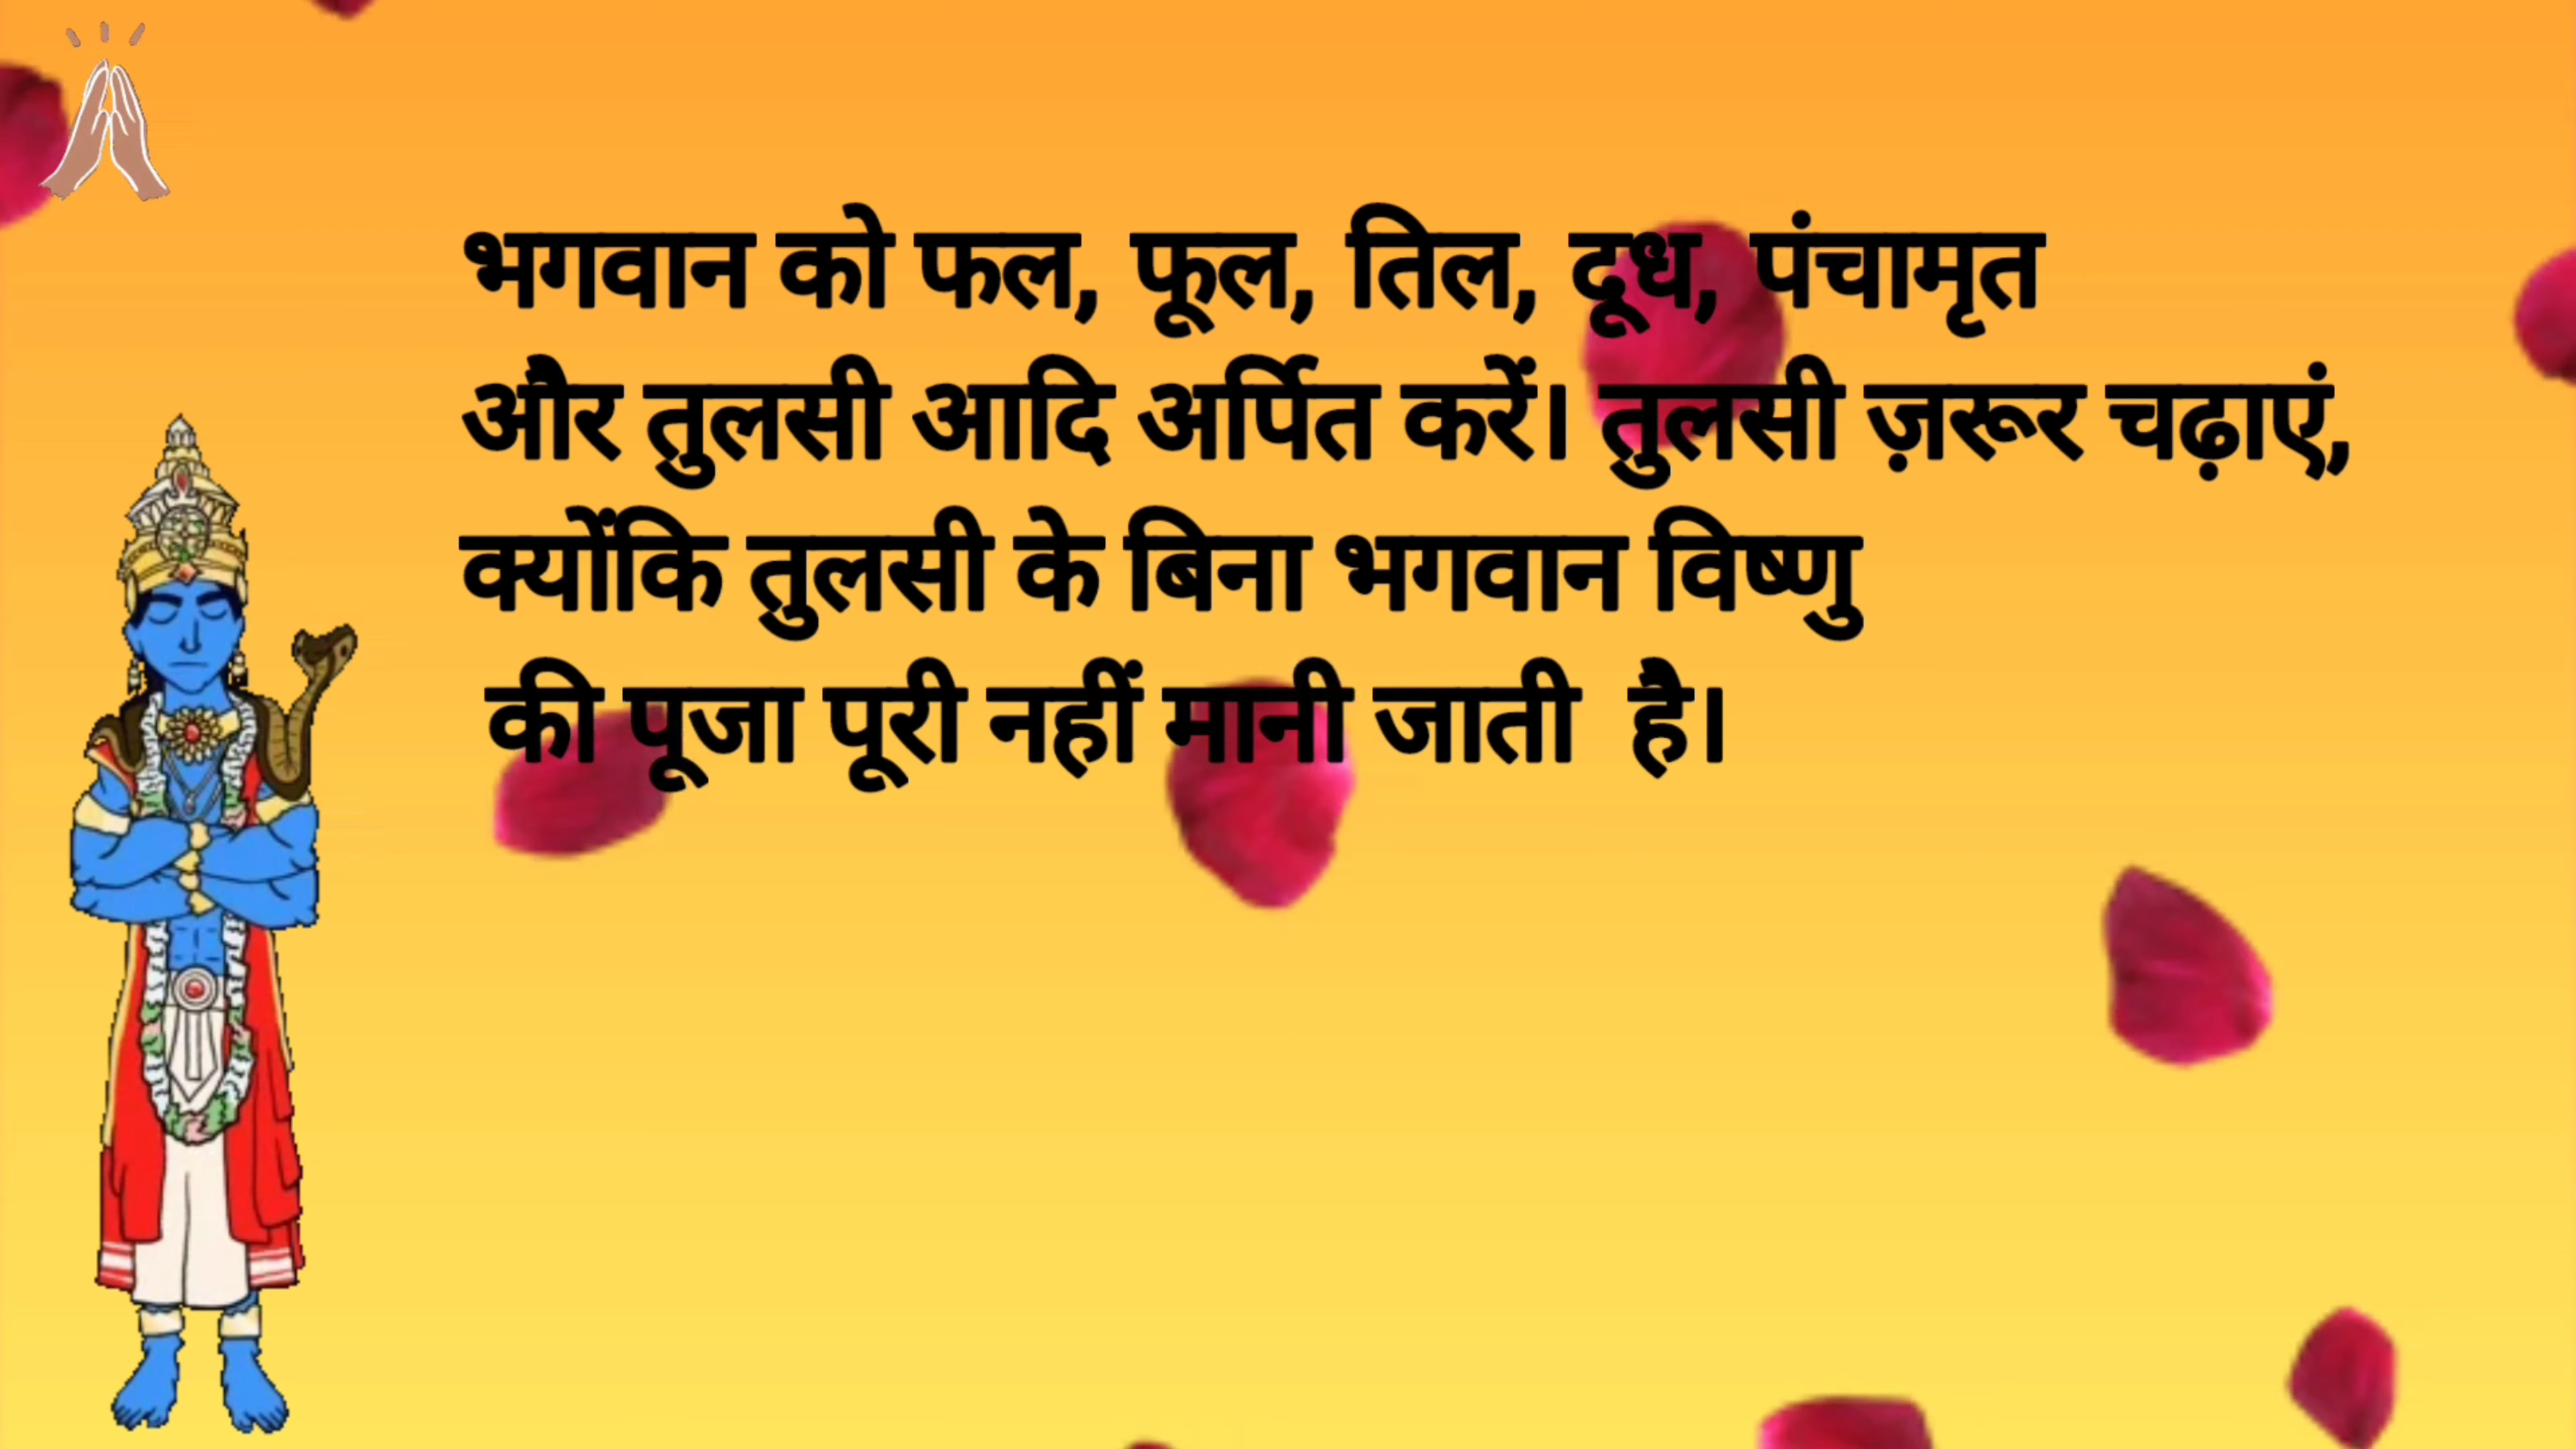 भगवान को फल, फूल, तिल, दूध, पंचामृत
और तुलसी आदि अर्पित करें। तुलसी ज़रूर चढ़ाएं,
क्योंकि तुलसी के बिना भगवान विष्णु
की पूजा पूरी नहीं मानी जाती है।